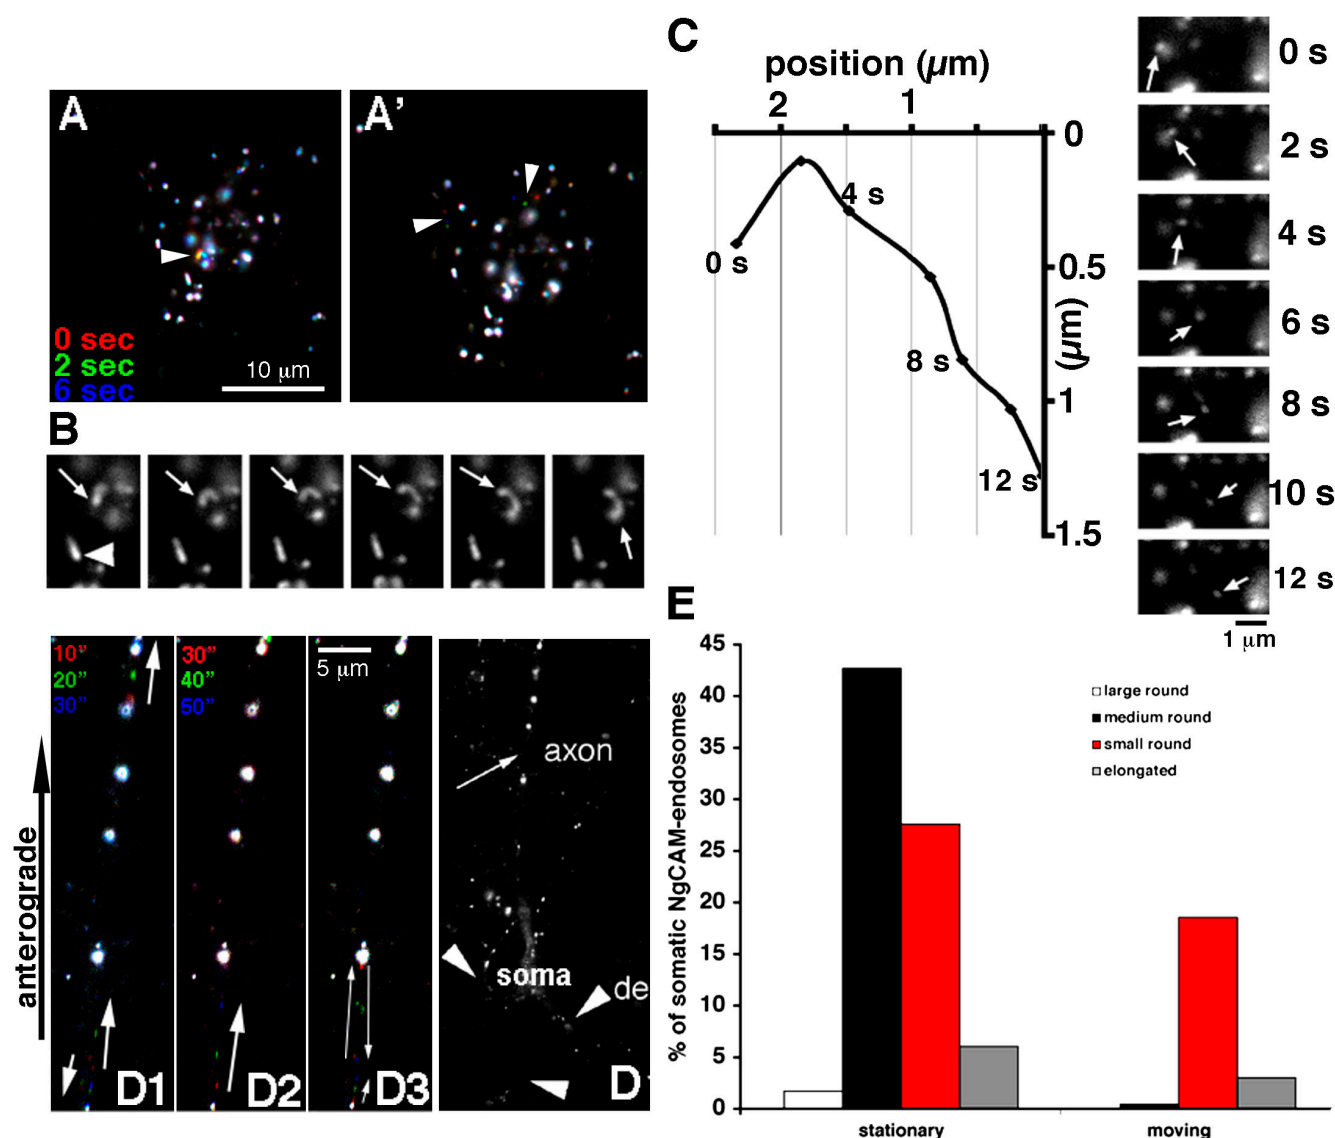 A
A'
0 sec
2 sec
6 sec
10 μm
B
C
position (μm)
2
1
0
0.5
1
1.5
(μm)
0 s
4 s
8 s
12 s
0 s
2 s
4 s
6 s
8 s
10 s
12 s
1 μm
anterograde
10"
20"
30"
D1
30"
40"
50"
D2
5 μm
D3
axon
soma
de
D
E
% of somatic NgCAM-endosomes
45
40
35
30
25
20
15
10
5
0
large round
medium round
small round
elongated
stationary
moving